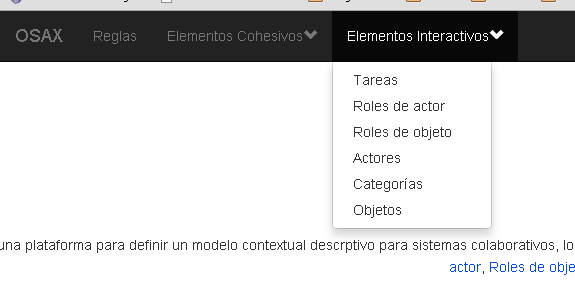 OSAX Reglas Elementos Cohesivos Elementos Interactivos
Tareas
Roles de actor
Roles de objeto
Actores
Categorías
Objetos
una plataforma para definir un modelo contextual descrptivo para sistemas colaborativos, lo
actor, Roles de obje